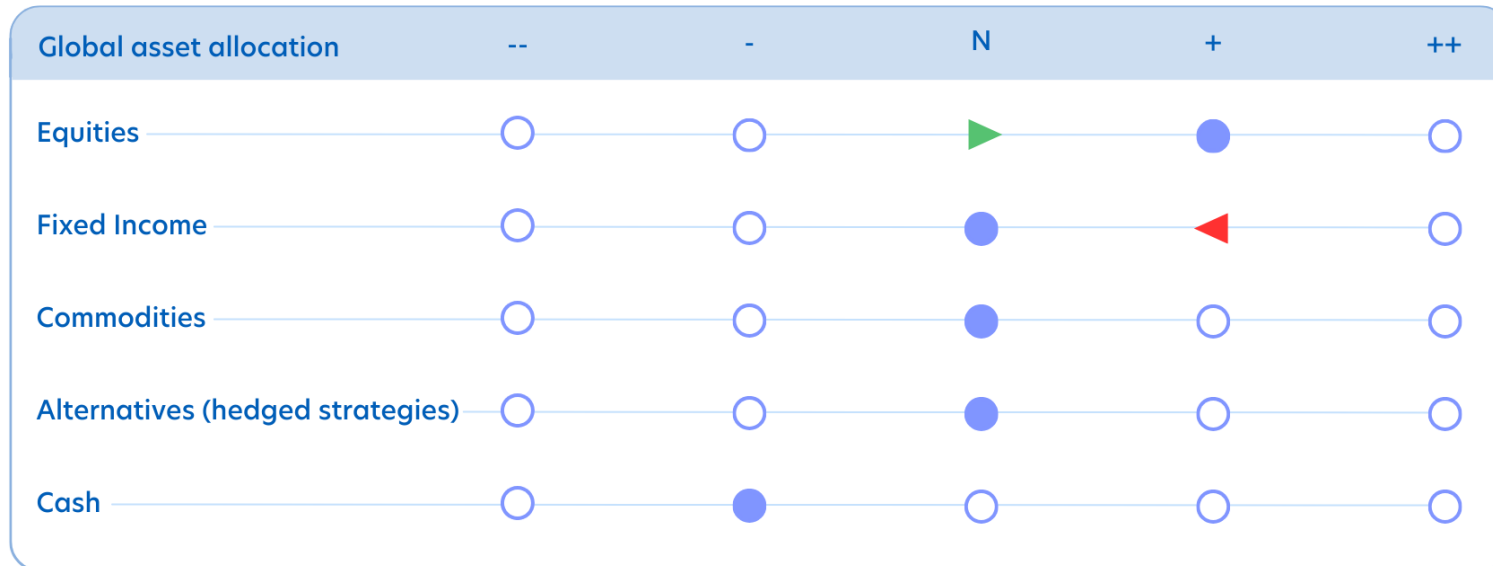 Global asset allocation -- - N + ++
Equities
Fixed Income
Commodities
Alternatives (hedged strategies)
Cash